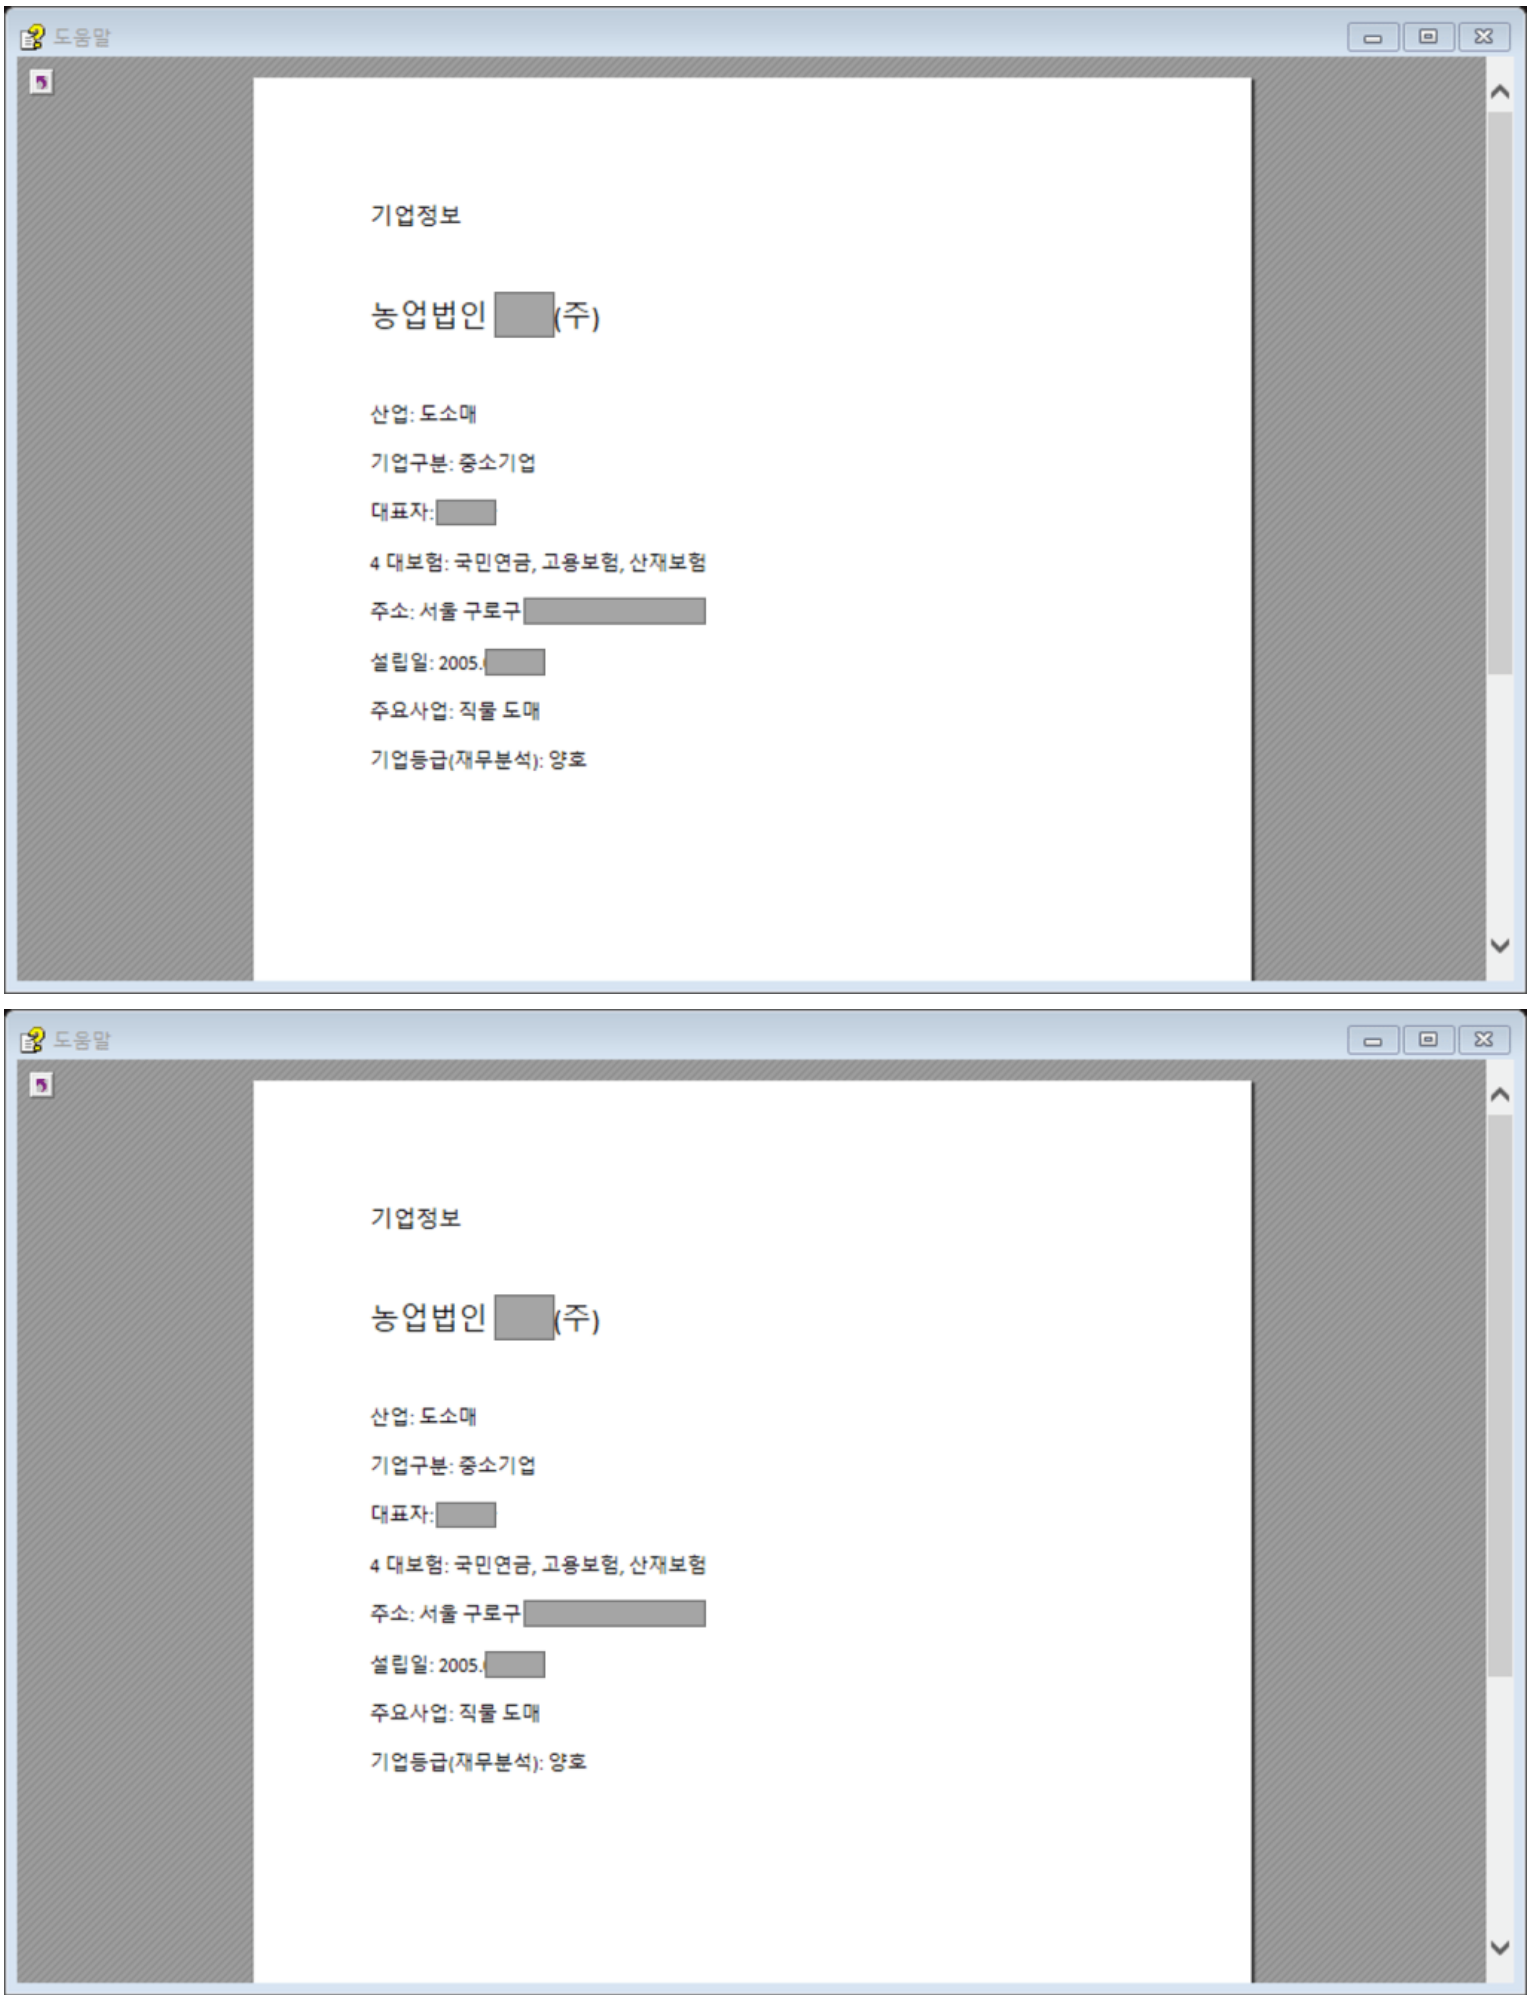 도움말
기업정보
농업법인 (주)
산업: 도소매
기업구분: 중소기업
대표자:
4 대보험: 국민연금, 고용보험, 산재보험
주소: 서울 구로구
설립일: 2005.
주요사업: 직물 도매
기업등급(재무분석): 양호
도움말
기업정보
농업법인 (주)
산업: 도소매
기업구분: 중소기업
대표자:
4 대보험: 국민연금, 고용보험, 산재보험
주소: 서울 구로구
설립일: 2005.
주요사업: 직물 도매
기업등급(재무분석): 양호